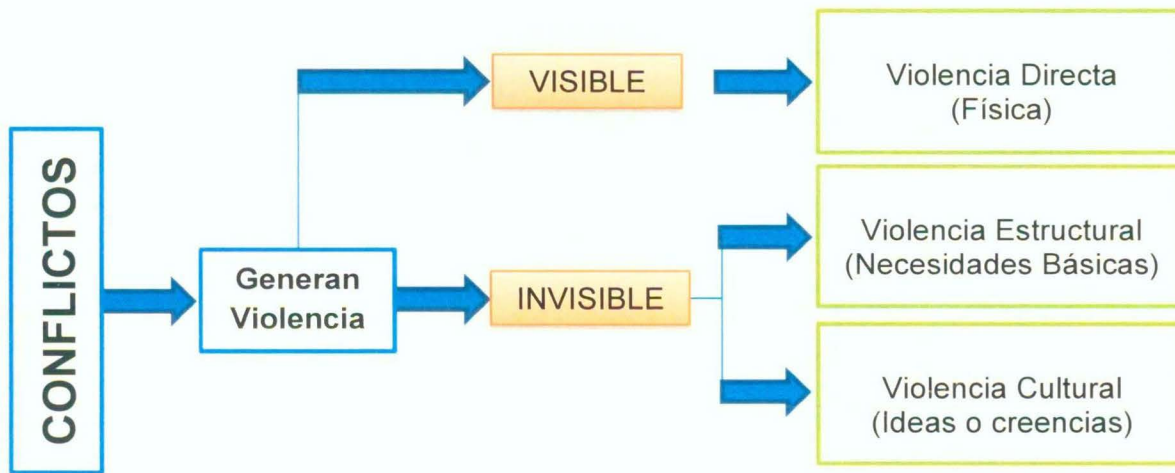 CONFLICTOS
Generan
Violencia
VISIBLE
Violencia Directa
(Física)
INVISIBLE
Violencia Estructural
(Necesidades Básicas)
Violencia Cultural
(Ideas o creencias)